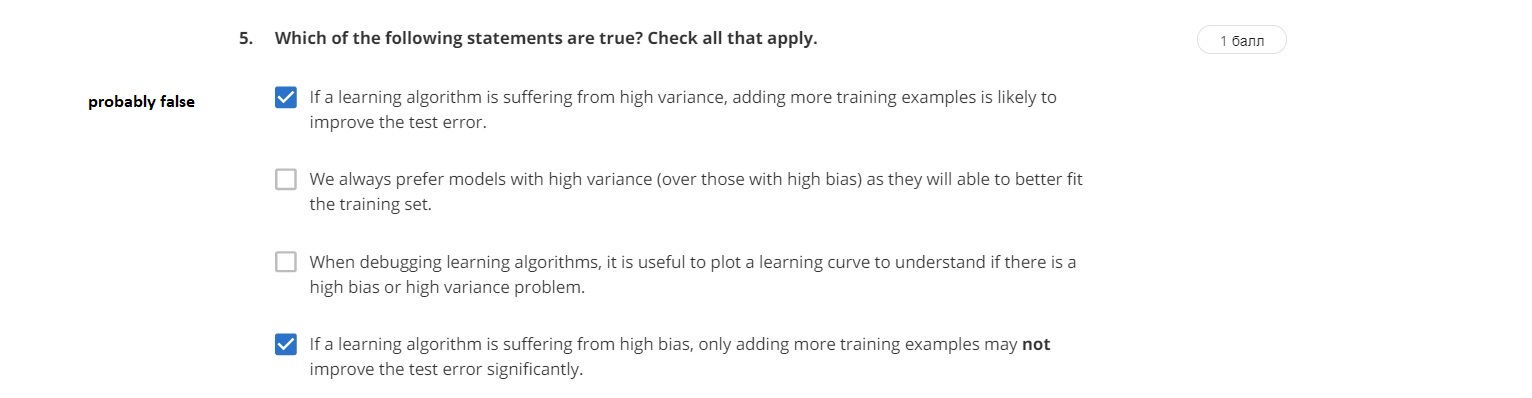 5. Which of the following statements are true? Check all that apply.
1 балл
probably false
If a learning algorithm is suffering from high variance, adding more training examples is likely to
improve the test error.
We always prefer models with high variance (over those with high bias) as they will able to better fit
the training set.
When debugging learning algorithms, it is useful to plot a learning curve to understand if there is a
high bias or high variance problem.
If a learning algorithm is suffering from high bias, only adding more training examples may not
improve the test error significantly.